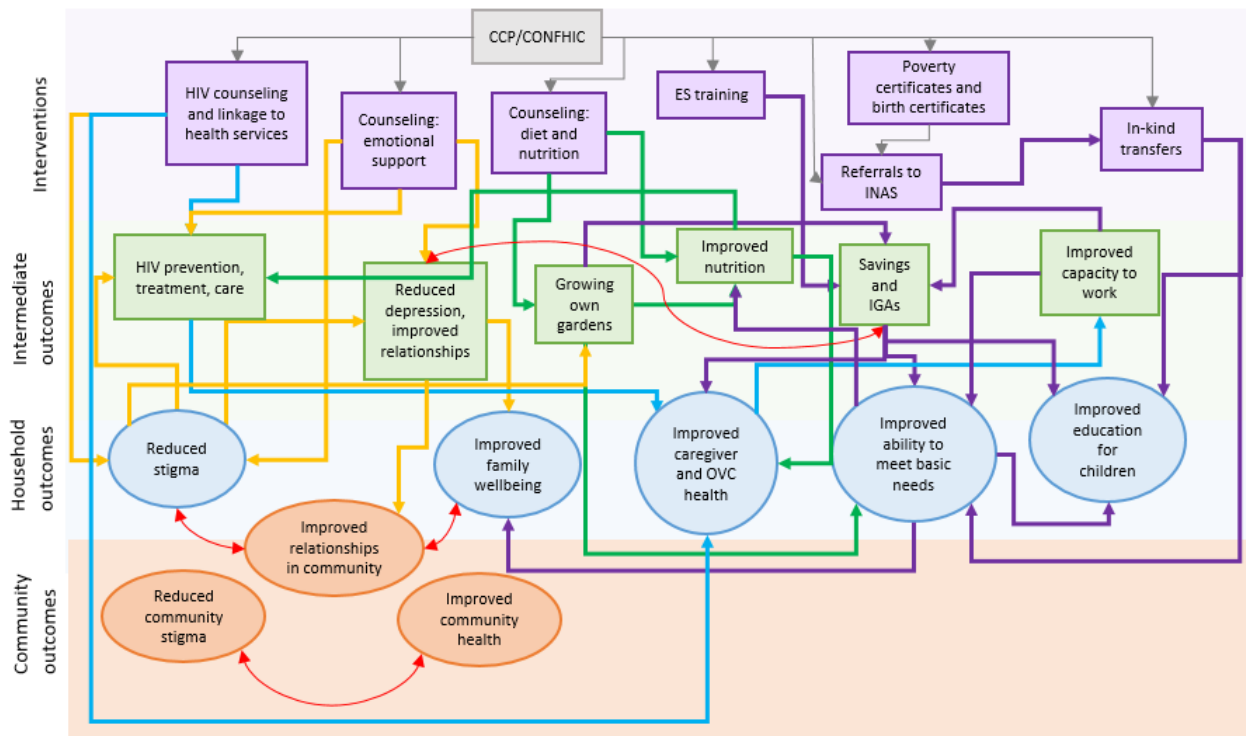 CCP/CONFHIC
Interventions
HIV counseling
and linkage to
health services
Counseling:
emotional
support
Counseling:
diet and
nutrition
ES training
Poverty
certificates and
birth certificates
Referrals to
INAS
In-kind
transfers
Intermediate
outcomes
HIV prevention,
treatment, care
Reduced
depression,
improved
relationships
Growing
own
gardens
Improved
nutrition
Savings
and
IGAs
Improved
capacity to
work
Household
outcomes
Reduced
stigma
Improved
family
wellbeing
Improved
caregiver
and OVC
health
Improved
ability to
meet basic
needs
Improved
education
for
children
Improved
relationships
in community
Community
outcomes
Reduced
community
stigma
Improved
community
health